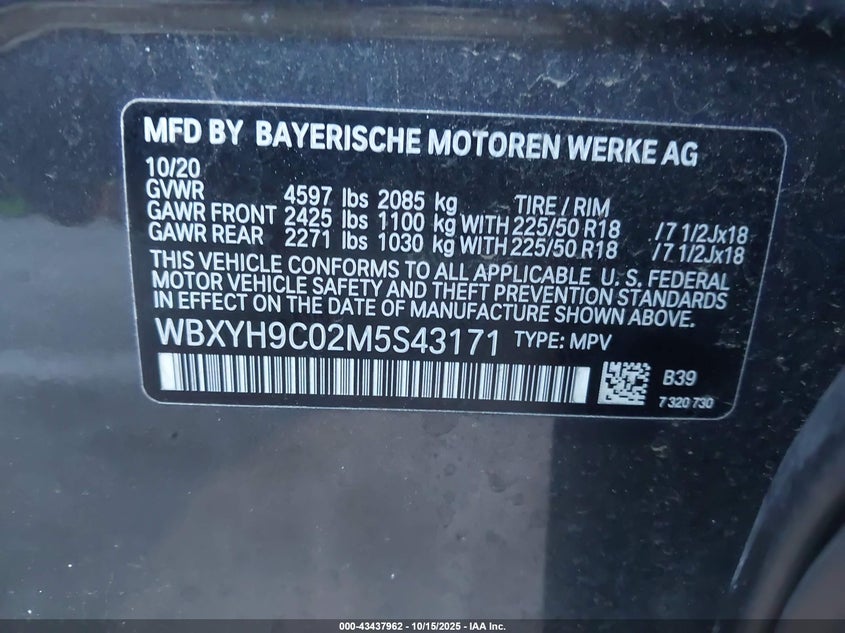 MFD BY BAYERISCHE MOTOREN WERKE AG
10/20
GVWR 4597 lbs 2085 kg TIRE / RIM
GAWR FRONT 2425 lbs 1100 kg WITH 225/50 R18 /7 1/2Jx18
GAWR REAR 2271 lbs 1030 kg WITH 225/50 R18 /7 1/2Jx18
THIS VEHICLE CONFORMS TO ALL APPLICABLE U. S. FEDERAL
MOTOR VEHICLE SAFETY AND THEFT PREVENTION STANDARDS
IN EFFECT ON THE DATE OF MANUFACTURE SHOWN ABOVE.
WBXYH9C02M5S43171 TYPE: MPV
B39
7 320 730
000-43437962 - 10/15/2025 - IAA Inc.